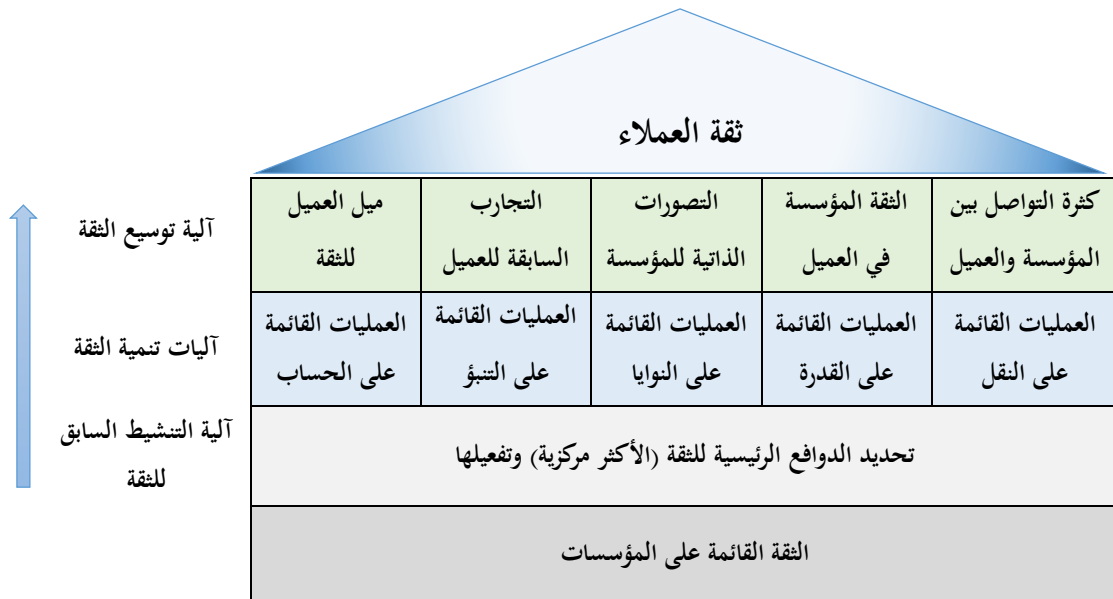 ثقة العملاء
كثرة التواصل بين
المؤسسة والعميل
الثقة المؤسسة
في العميل
التصورات
الذاتية للمؤسسة
التجارب
السابقة للعميل
ميل العميل
للثقة
آلية توسيع الثقة
العمليات القائمة
على النقل
العمليات القائمة
على القدرة
العمليات القائمة
على النوايا
العمليات القائمة
على التنبؤ
العمليات القائمة
على الحساب
آليات تنمية الثقة
تحديد الدوافع الرئيسية للثقة (الأكثر مركزية) وتفعيلها
آلية التنشيط السابق
للثقة
الثقة القائمة على المؤسسات